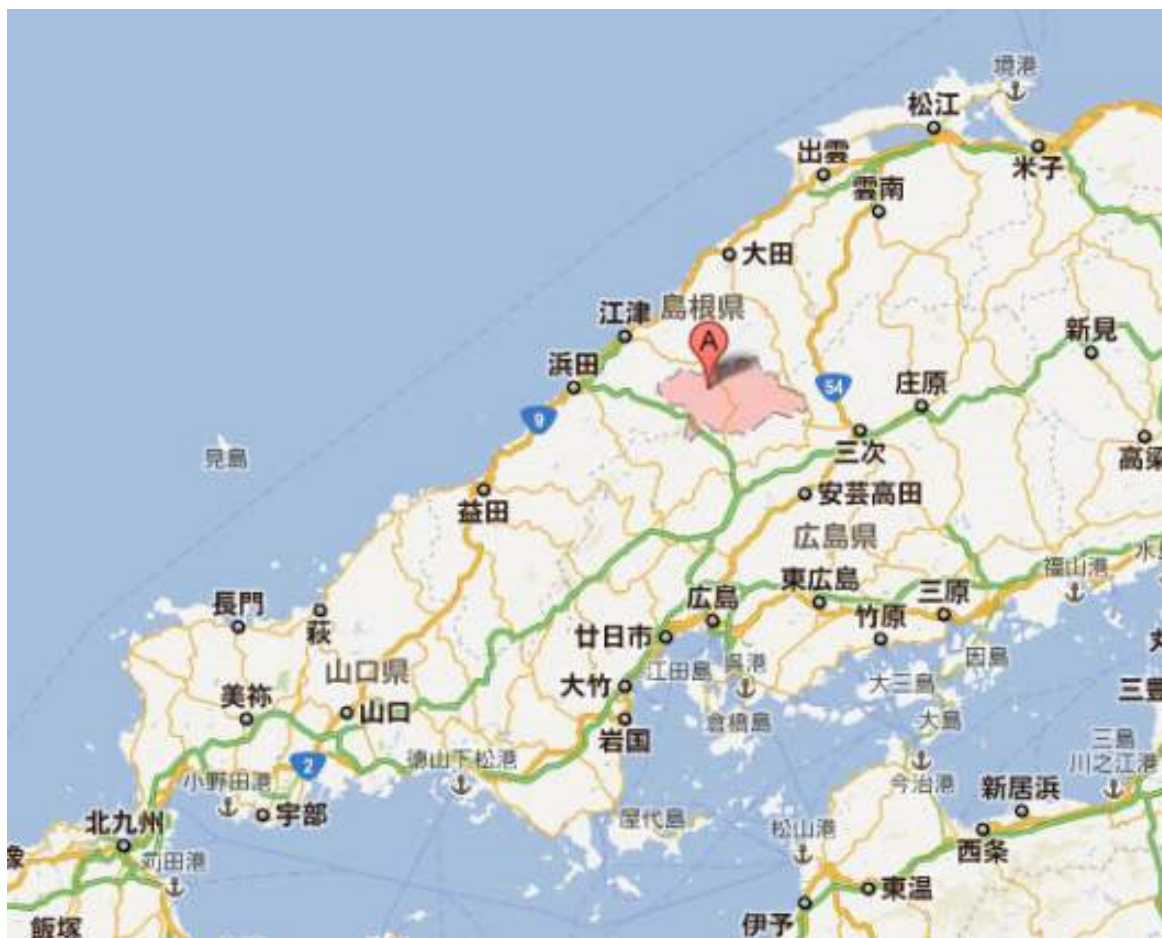 境港
松江
出雲
米子
雲南
大田
島根県
江津
A
新見
浜田
54
庄原
9
三次
高梁
見島
安芸高田
益田
広島県
福山港
東広島
長門
広島
三原
萩
竹原
廿日市
呉港
因島
江田島
山口県
大三島
大竹
美祢
三豊
山口
大島
倉橋島
岩国
三島
川之江港
徳山下松港
2
小野田港
今治港
新居浜
宇部
屋代島
松山港
北九州
西条
苅田港
東温
飯塚
伊予